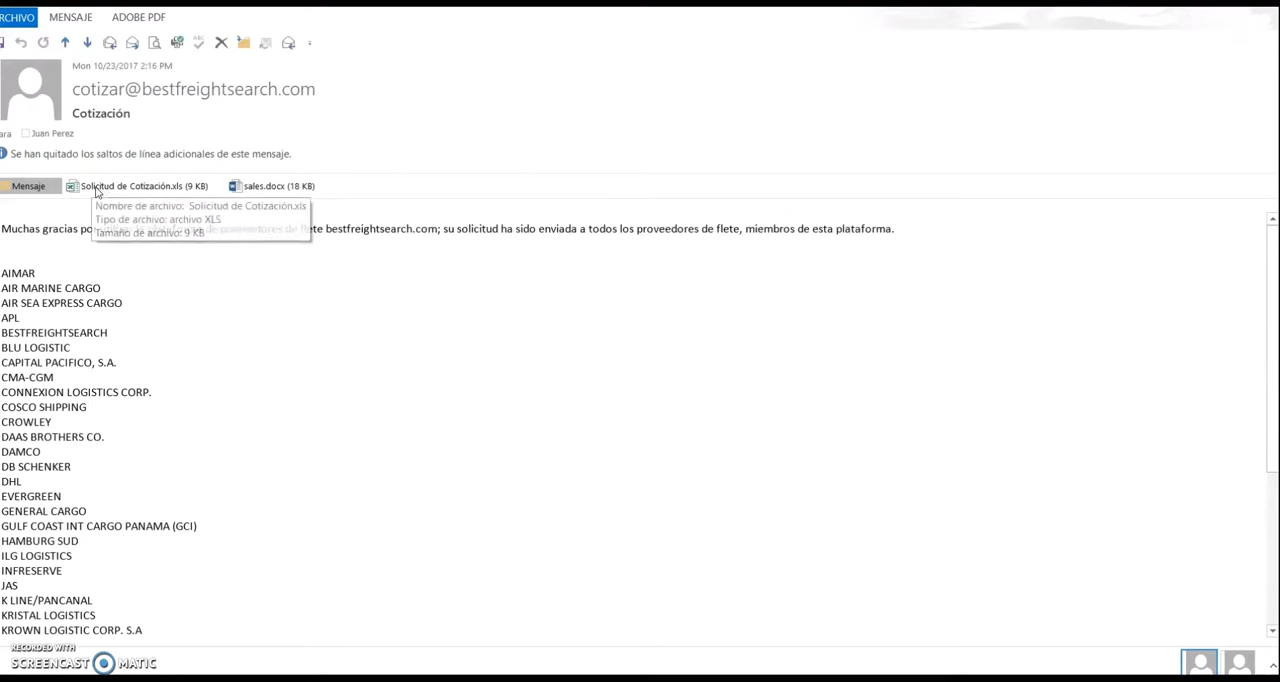 ARCHIVO MENSAJE ADOBE PDF
ABC
Mon 10/23/2017 2:16 PM
cotizar@bestfreightsearch.com
Cotización
ara Juan Perez
Se han quitado los saltos de línea adicionales de este mensaje.
Mensaje Solicitud de Cotización.xls (9 KB) sales.docx (18 KB)
Nombre de archivo: Solicitud de Cotización.xls
Tipo de archivo: archivo XLS
Tamaño de archivo: 9 KB
Muchas gracias bestfreightsearch.com; su solicitud ha sido enviada a todos los proveedores de flete, miembros de esta plataforma.
AIMAR
AIR MARINE CARGO
AIR SEA EXPRESS CARGO
APL
BESTFREIGHTSEARCH
BLU LOGISTIC
CAPITAL PACIFICO, S.A.
CMA-CGM
CONNEXION LOGISTICS CORP.
COSCO SHIPPING
CROWLEY
DAAS BROTHERS CO.
DAMCO
DB SCHENKER
DHL
EVERGREEN
GENERAL CARGO
GULF COAST INT CARGO PANAMA (GCI)
HAMBURG SUD
ILG LOGISTICS
INFRESERVE
JAS
K LINE/PANCANAL
KRISTAL LOGISTICS
KROWN LOGISTIC CORP. S.A
RECORDED WITH
SCREENCAST MATIC